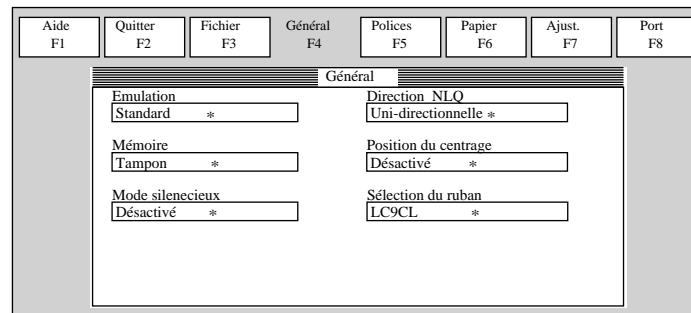 Aide Quitter Fichier Général Polices Papier Ajust. Port
F1 F2 F3 F4 F5 F6 F7 F8
Général
Emulation Direction NLQ
Standard * Uni-directionnelle *
Mémoire Position du centrage
Tampon * Désactivé *
Mode silenecieux Sélection du ruban
Désactivé * LC9CL *